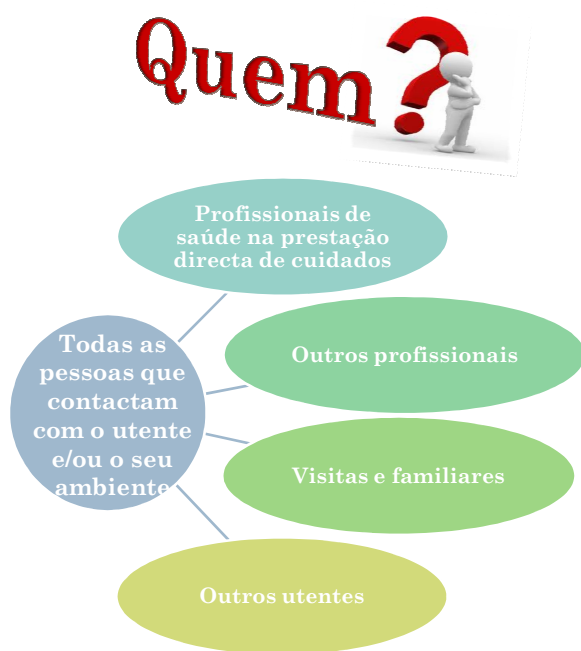 Quem
Profissionais de
saúde na prestação
directa de cuidados
Todas as
pessoas que
contactam
com o utente
e/ou o seu
ambiente
Outros profissionais
Visitas e familiares
Outros utentes